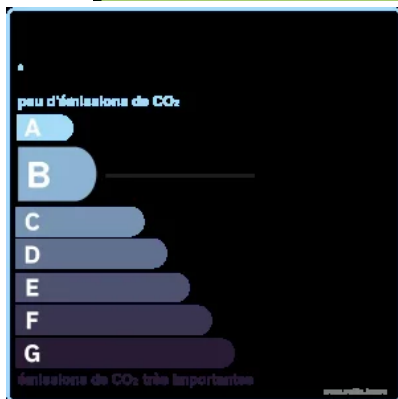 peu d'émissions de CO₂
A
B
C
D
E
F
G
émissions de CO₂ très importantes